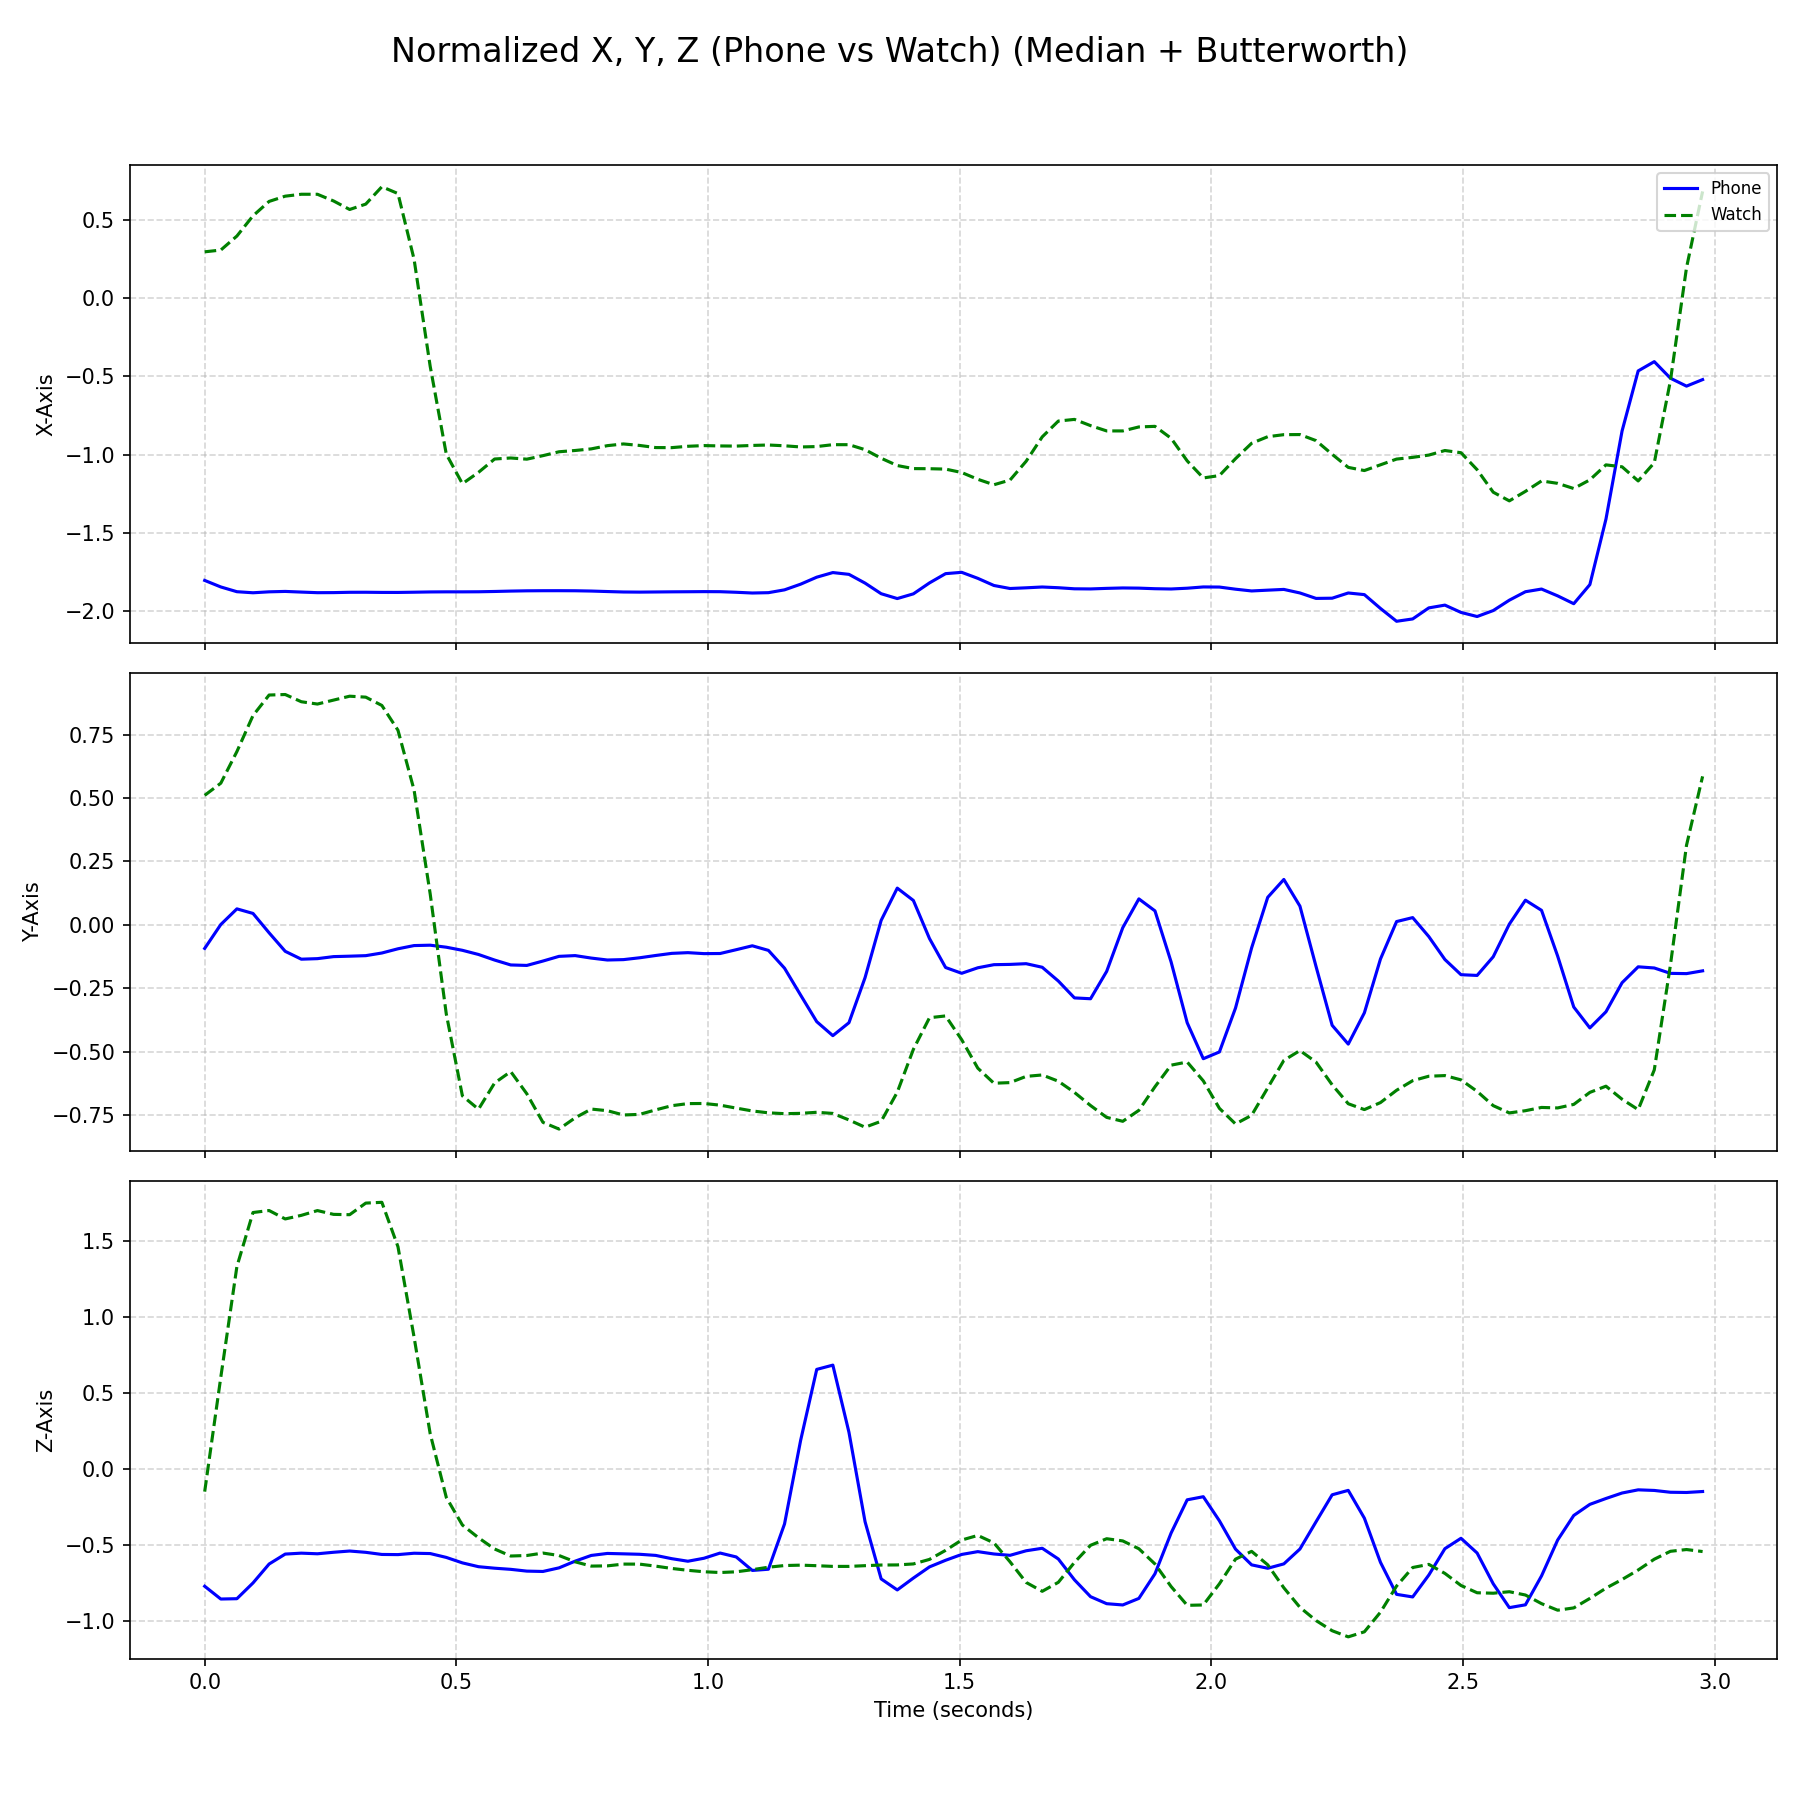 Normalized X, Y, Z (Phone vs Watch) (Median + Butterworth)
Phone
Watch
0.5
0.0
−0.5
−1.0
−1.5
−2.0
X-Axis
0.75
0.50
0.25
0.00
−0.25
−0.50
−0.75
Y-Axis
1.5
1.0
0.5
0.0
−0.5
−1.0
Z-Axis
0.0 0.5 1.0 1.5 2.0 2.5 3.0
Time (seconds)